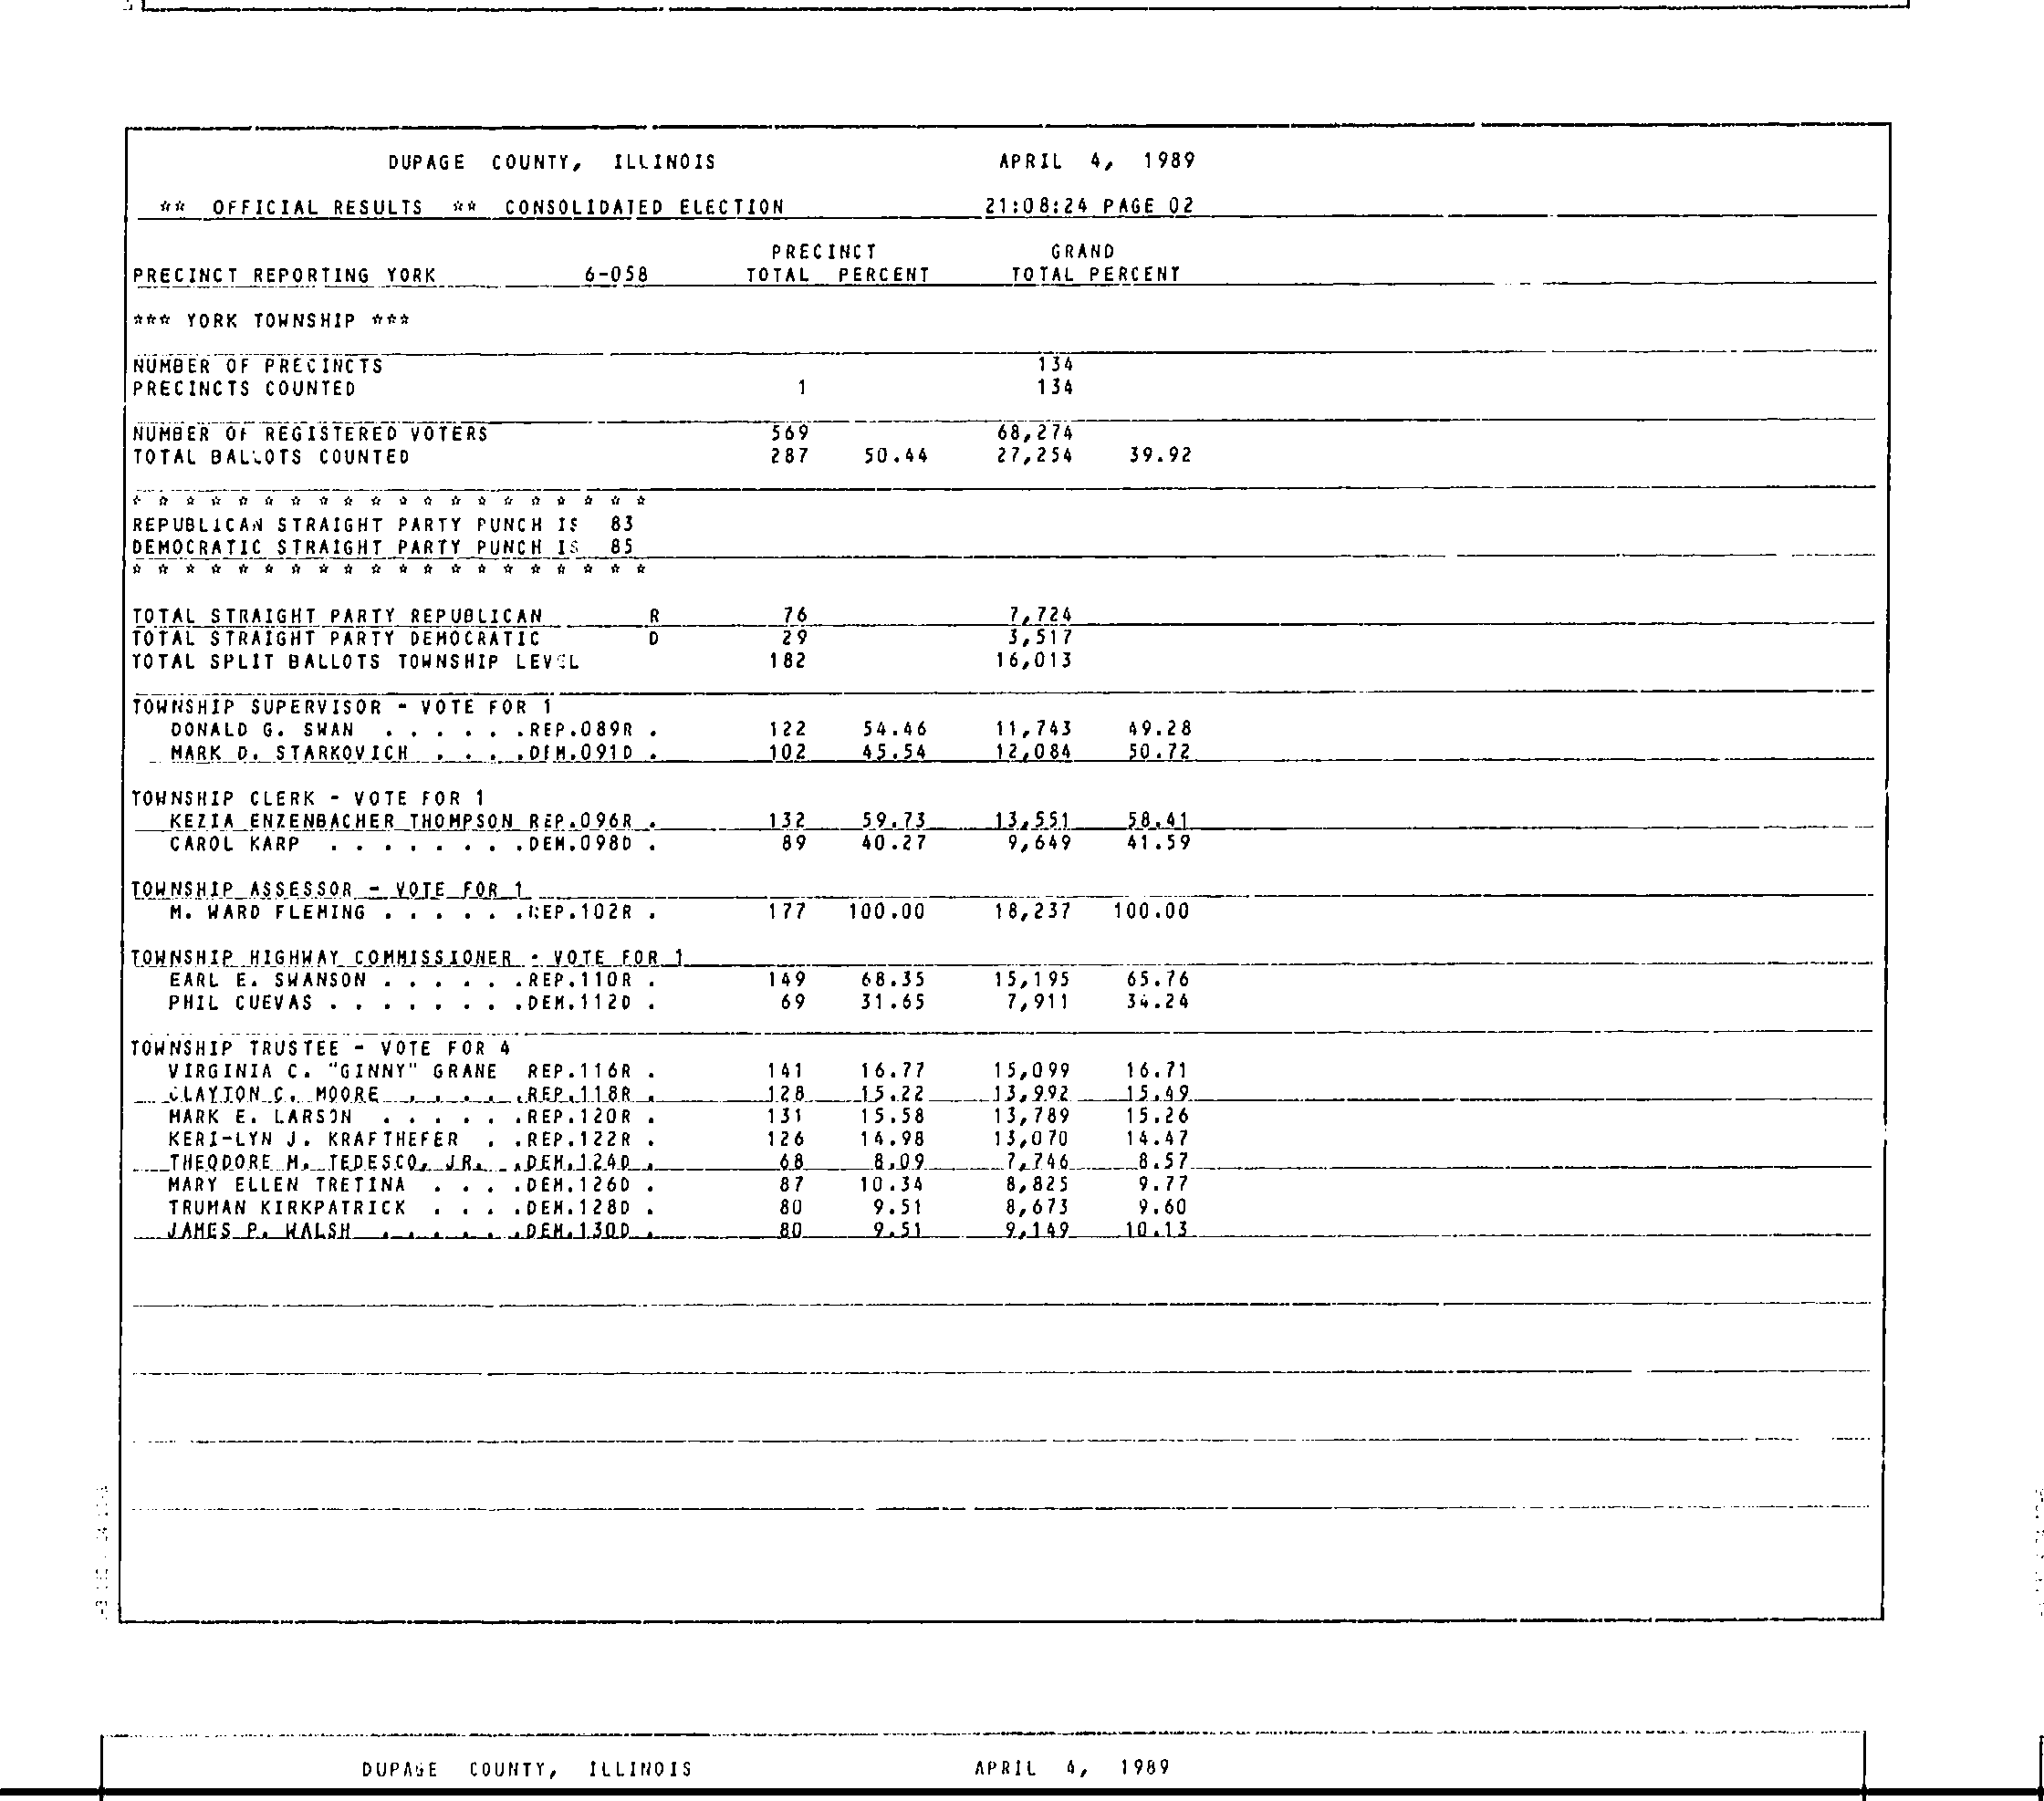 DUPAGE COUNTY, ILLINOIS APRIL 4, 1989
** OFFICIAL RESULTS ** CONSOLIDATED ELECTION 21:08:24 PAGE 02
PRECINCT GRAND
PRECINCT REPORTING YORK 6-058 TOTAL PERCENT TOTAL PERCENT
*** YORK TOWNSHIP ***
NUMBER OF PRECINCTS 134
PRECINCTS COUNTED 1 134
NUMBER OF REGISTERED VOTERS 569 68,274
TOTAL BALLOTS COUNTED 287 50.44 27,254 39.92
* * * * * * * * * * * * * * * * * * * *
REPUBLICAN STRAIGHT PARTY PUNCH IS 83
DEMOCRATIC STRAIGHT PARTY PUNCH IS 85
* * * * * * * * * * * * * * * * * * * *
TOTAL STRAIGHT PARTY REPUBLICAN R 76 7,724
TOTAL STRAIGHT PARTY DEMOCRATIC D 29 3,517
TOTAL SPLIT BALLOTS TOWNSHIP LEVEL 182 16,013
TOWNSHIP SUPERVISOR - VOTE FOR 1
DONALD G. SWAN . . . . . .REP.089R . 122 54.46 11,743 49.28
MARK D. STARKOVICH . . . .DEM.091D . 102 45.54 12,084 50.72
TOWNSHIP CLERK - VOTE FOR 1
KEZIA ENZENBACHER THOMPSON REP.096R . 132 59.73 13,551 58.41
CAROL KARP . . . . . . . .DEM.098D . 89 40.27 9,649 41.59
TOWNSHIP ASSESSOR - VOTE FOR 1
M. WARD FLEMING . . . . . .REP.102R . 177 100.00 18,237 100.00
TOWNSHIP HIGHWAY COMMISSIONER - VOTE FOR 1
EARL E. SWANSON . . . . . .REP.110R . 149 68.35 15,195 65.76
PHIL CUEVAS . . . . . . . .DEM.112D . 69 31.65 7,911 34.24
TOWNSHIP TRUSTEE - VOTE FOR 4
VIRGINIA C. "GINNY" GRANE REP.116R . 141 16.77 15,099 16.71
CLAYTON C. MOORE . . . . .REP.118R . 128 15.22 13,992 15.49
MARK E. LARSON . . . . . .REP.120R . 131 15.58 13,789 15.26
KERI-LYN J. KRAFTHEFER . .REP.122R . 126 14.98 13,070 14.47
THEODORE M. TEDESCO, JR. .DEM.124D . 68 8.09 7,746 8.57
MARY ELLEN TRETINA . . . .DEM.126D . 87 10.34 8,825 9.77
TRUMAN KIRKPATRICK . . . .DEM.128D . 80 9.51 8,673 9.60
JAMES P. WALSH . . . . . .DEM.130D . 80 9.51 9,149 10.13
DUPAGE COUNTY, ILLINOIS APRIL 4, 1989